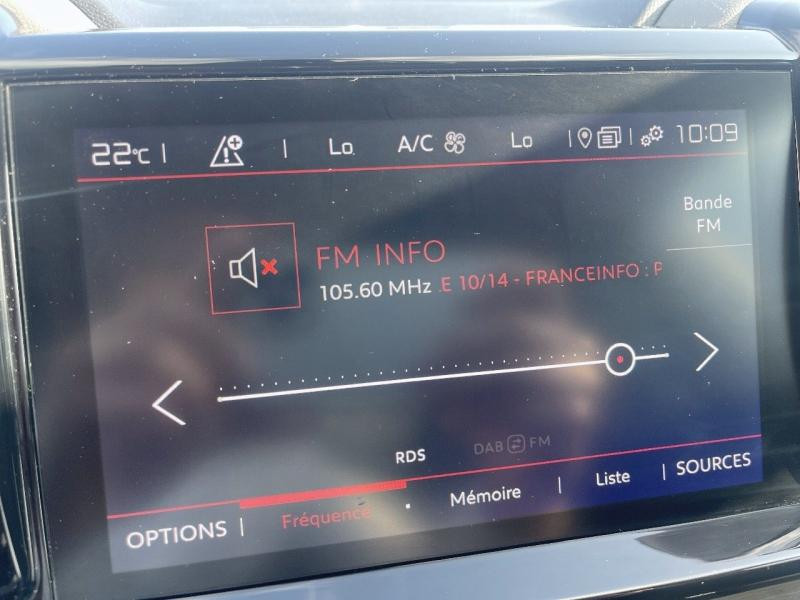 22°C | | Lo A/C Lo | | 10:09
Bande
FM
FM INFO
105.60 MHz .E 10/14 - FRANCEINFO : P
RDS DAB FM
OPTIONS | Fréquence Mémoire | Liste | SOURCES